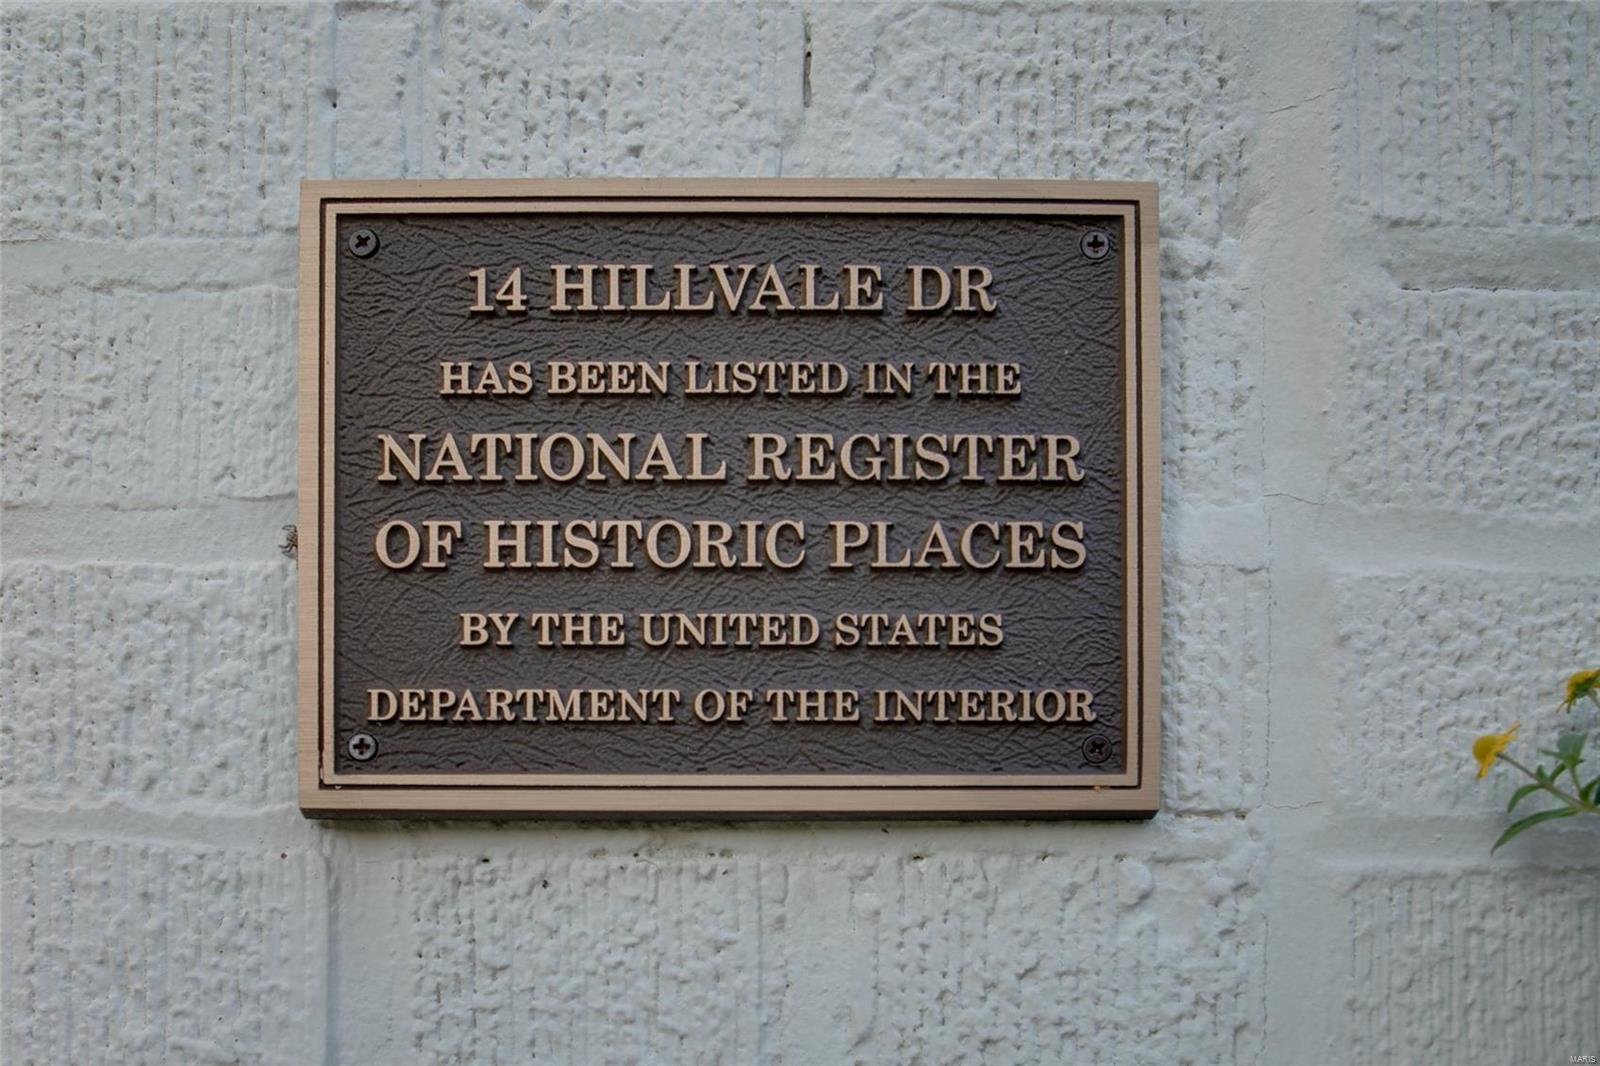 14 HILLVALE DR
HAS BEEN LISTED IN THE
NATIONAL REGISTER
OF HISTORIC PLACES
BY THE UNITED STATES
DEPARTMENT OF THE INTERIOR
MARIS